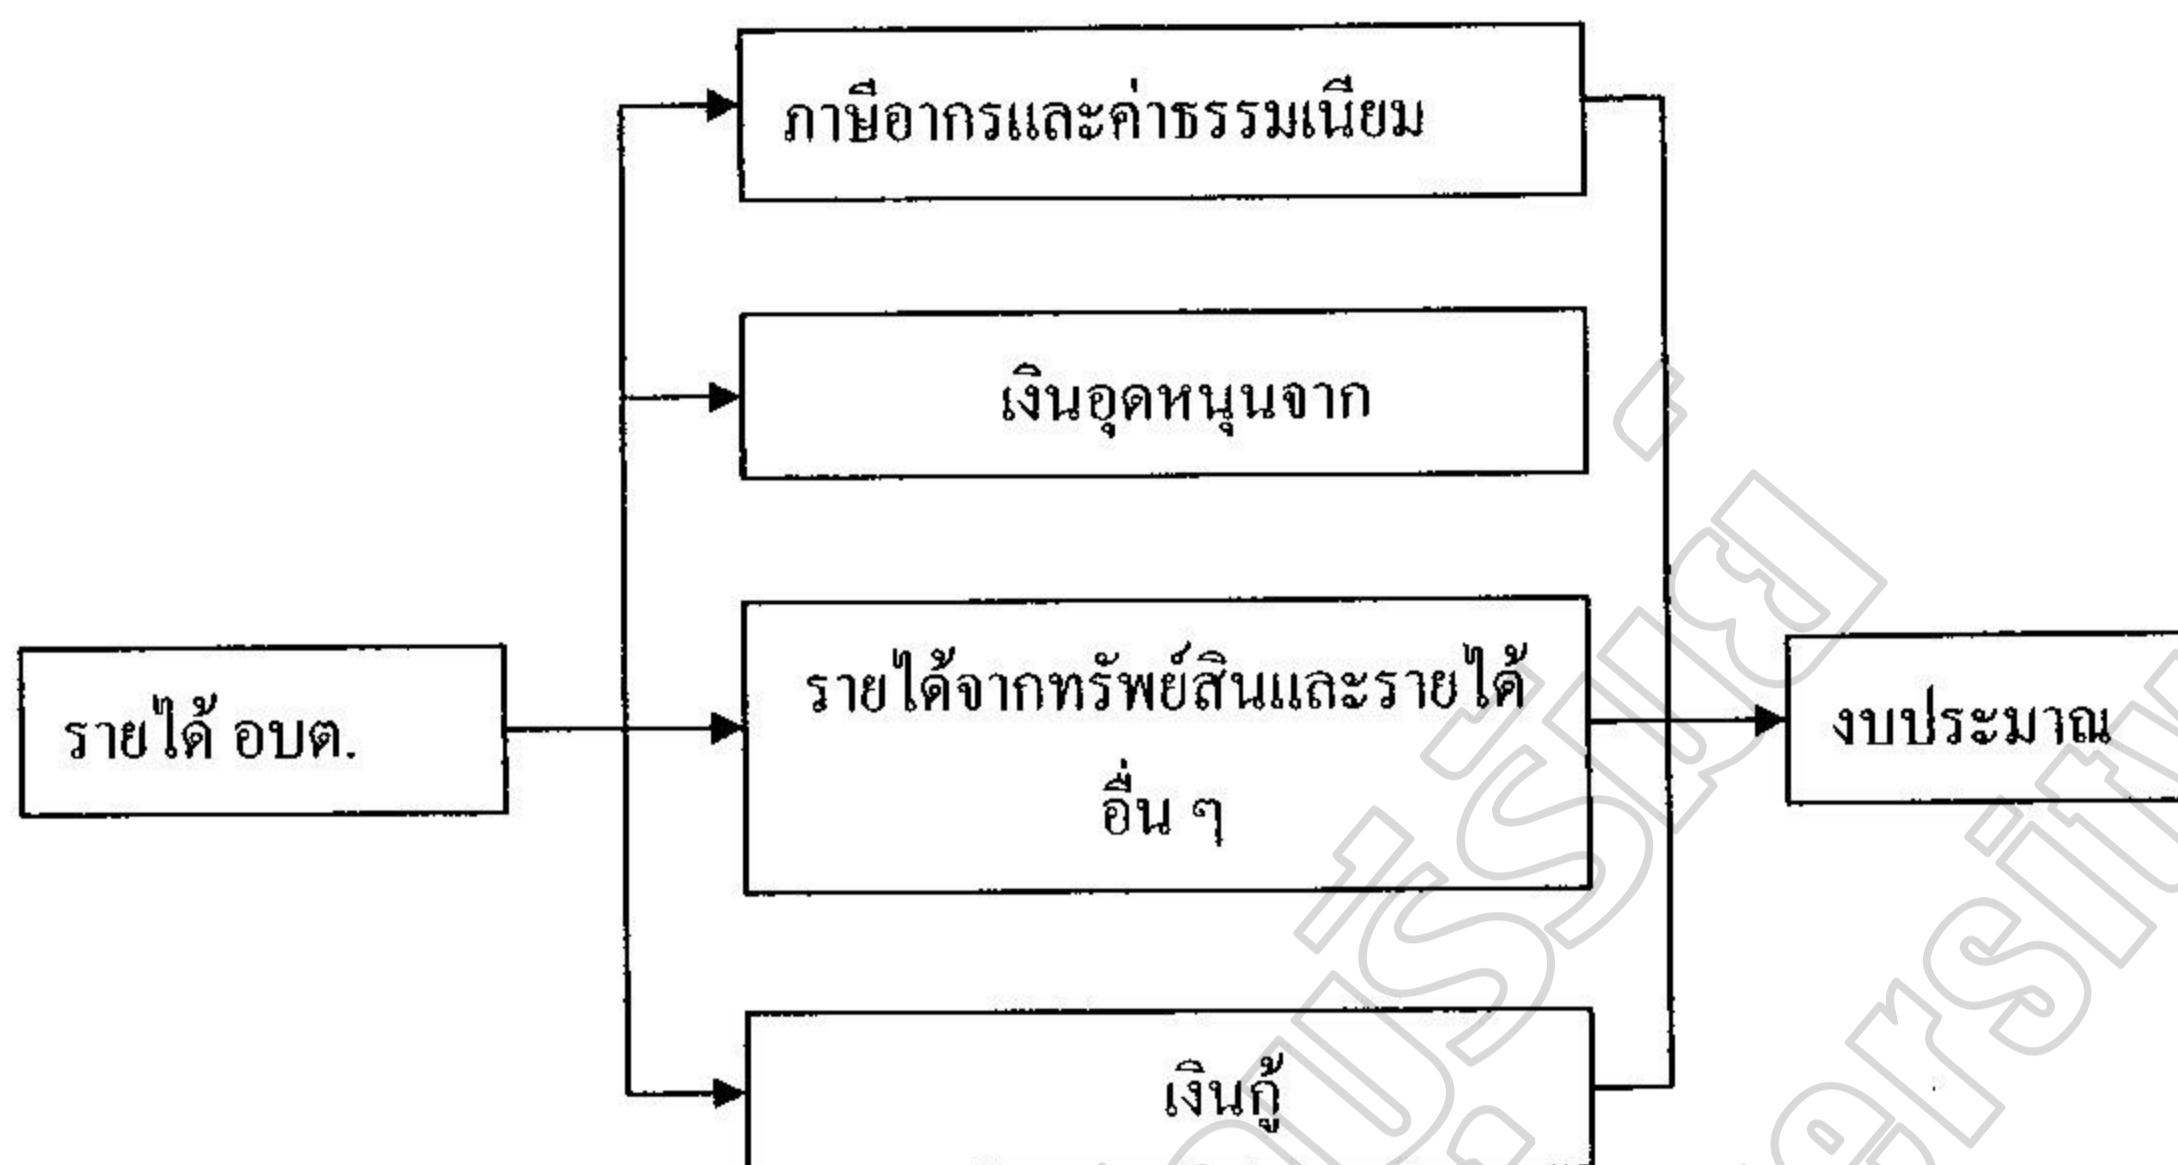 ภาษีอากรและค่าธรรมเนียม
เงินอุดหนุนจาก
รายได้ อบต.
รายได้จากทรัพย์สินและรายได้
อื่น ๆ
งบประมาณ
เงินกู้